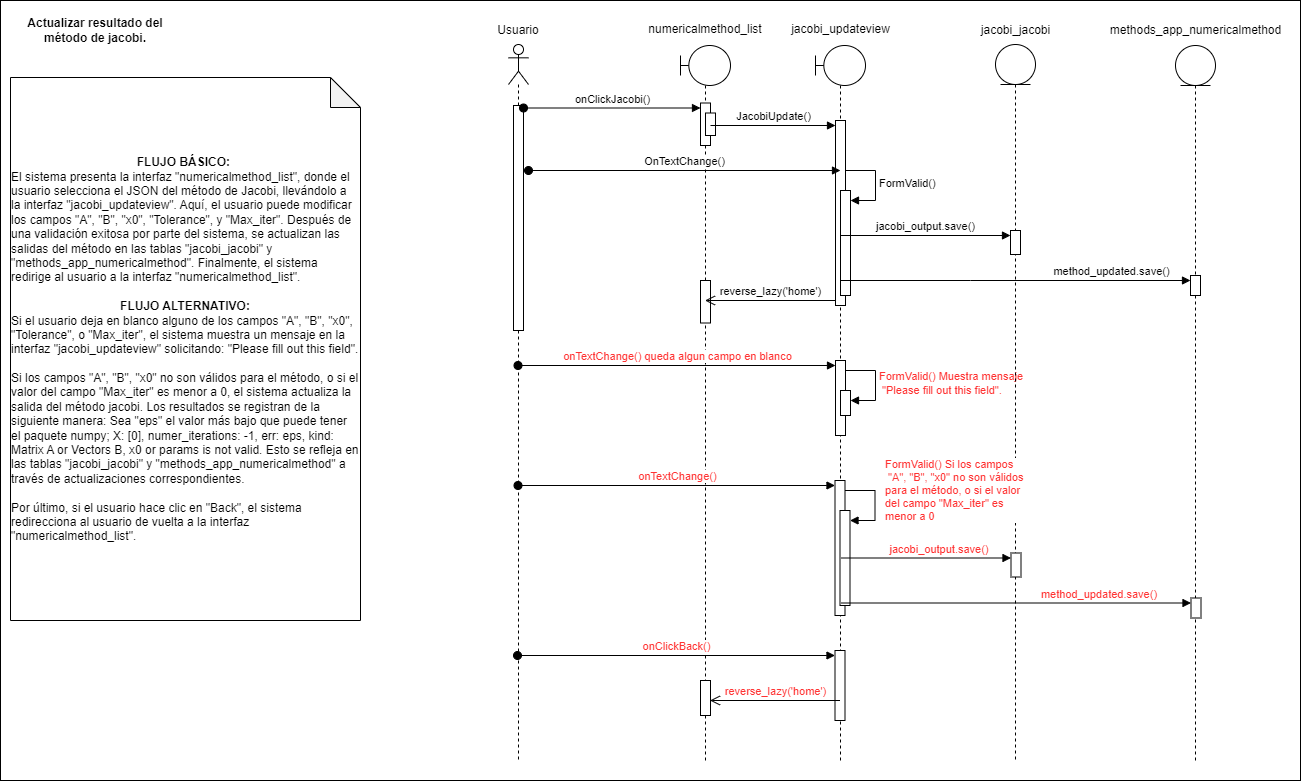 Actualizar resultado del
método de jacobi.
FLUJO BÁSICO:
El sistema presenta la interfaz "numericalmethod_list", donde el
usuario selecciona el JSON del método de Jacobi, llevándolo a
la interfaz "jacobi_updateview". Aquí, el usuario puede modificar
los campos "A", "B", "x0", "Tolerance", y "Max_iter". Después de
una validación exitosa por parte del sistema, se actualizan las
salidas del método en las tablas "jacobi_jacobi" y
"methods_app_numericalmethod". Finalmente, el sistema
redirige al usuario a la interfaz "numericalmethod_list".
FLUJO ALTERNATIVO:
Si el usuario deja en blanco alguno de los campos "A", "B", "x0",
"Tolerance", o "Max_iter", el sistema muestra un mensaje en la
interfaz "jacobi_updateview" solicitando: "Please fill out this field".
Si los campos "A", "B", "x0" no son válidos para el método, o si el
valor del campo "Max_iter" es menor a 0, el sistema actualiza la
salida del método jacobi. Los resultados se registran de la
siguiente manera: Sea "eps" el valor más bajo que puede tener
el paquete numpy; X: [0], numer_iterations: -1, err: eps, kind:
Matrix A or Vectors B, x0 or params is not valid. Esto se refleja en
las tablas "jacobi_jacobi" y "methods_app_numericalmethod" a
través de actualizaciones correspondientes.
Por último, si el usuario hace clic en "Back", el sistema
redirecciona al usuario de vuelta a la interfaz
"numericalmethod_list".
Usuario
numericalmethod_list
jacobi_updateview
jacobi_jacobi
methods_app_numericalmethod
onClickJacobi()
JacobiUpdate()
OnTextChange()
FormValid()
jacobi_output.save()
method_updated.save()
reverse_lazy('home')
onTextChange() queda algun campo en blanco
FormValid() Muestra mensaje
"Please fill out this field".
onTextChange()
FormValid() Si los campos
"A", "B", "x0" no son válidos
para el método, o si el valor
del campo "Max_iter" es
menor a 0
jacobi_output.save()
method_updated.save()
onClickBack()
reverse_lazy('home')